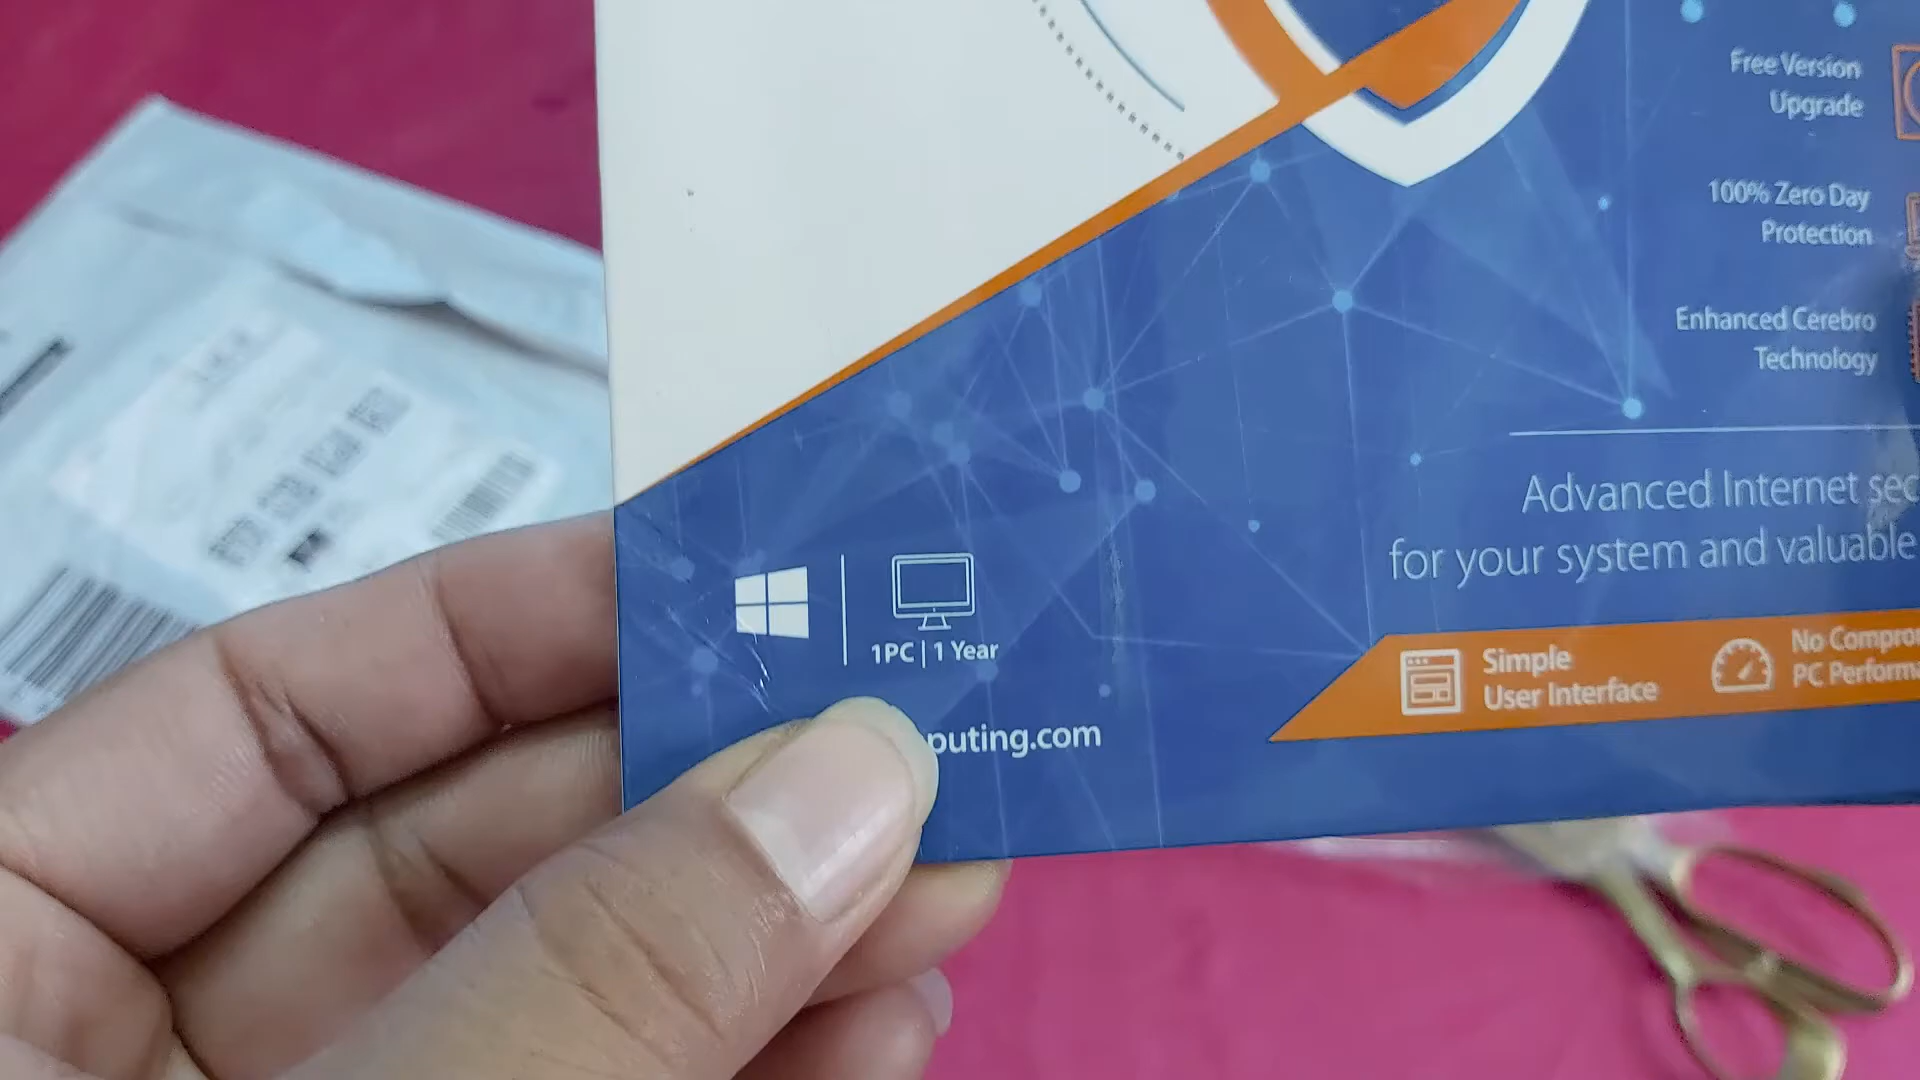 Free Version
Upgrade
100% Zero Day
Protection
Enhanced Cerebro
Technology
Advanced Internet sec
for your system and valuable
1PC | 1 Year
Simple
User Interface
No Compro
PC Performa
puting.com